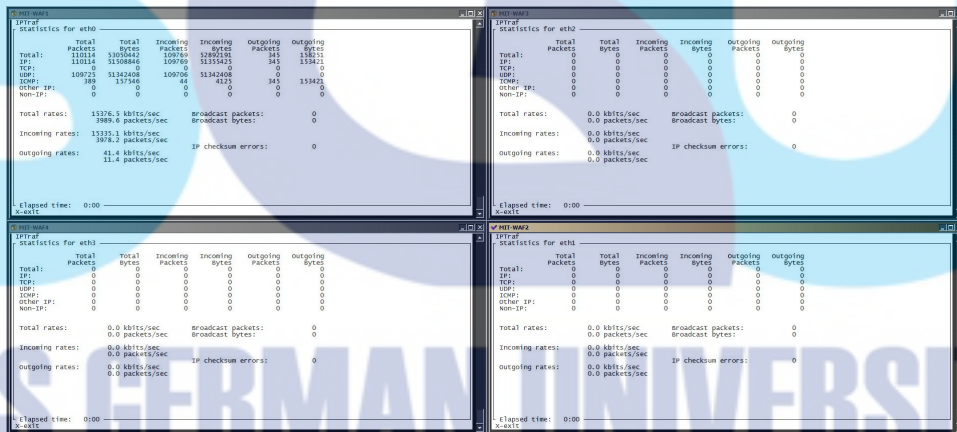 MIT-WAF1
IPTraf
Statistics for eth0
Total Total Incoming Incoming Outgoing Outgoing
Packets Bytes Packets Bytes Packets Bytes
Total: 110114 53050442 109769 52892191 345 158251
IP: 110114 51508846 109769 51355425 345 153421
TCP: 0 0 0 0 0 0
UDP: 109725 51342408 109706 51342408 0 0
ICMP: 389 157546 44 4125 345 153421
Other IP: 0 0 0 0 0 0
Non-IP: 0 0 0 0 0 0
Total rates: 15376.5 kbits/sec Broadcast packets: 0
3989.6 packets/sec Broadcast bytes: 0
Incoming rates: 15335.1 kbits/sec
3978.2 packets/sec
IP checksum errors: 0
Outgoing rates: 41.4 kbits/sec
11.4 packets/sec
Elapsed time: 0:00
X-exit
IPTraf
Statistics for eth2
Total Total Incoming Incoming Outgoing Outgoing
Packets Bytes Packets Bytes Packets Bytes
Total: 0 0 0 0 0 0
IP: 0 0 0 0 0 0
TCP: 0 0 0 0 0 0
UDP: 0 0 0 0 0 0
ICMP: 0 0 0 0 0 0
Other IP: 0 0 0 0 0 0
Non-IP: 0 0 0 0 0 0
Total rates: 0.0 kbits/sec Broadcast packets: 0
0.0 packets/sec Broadcast bytes: 0
Incoming rates: 0.0 kbits/sec
0.0 packets/sec
IP checksum errors: 0
Outgoing rates: 0.0 kbits/sec
0.0 packets/sec
Elapsed time: 0:00
X-exit
MIT-WAF4
IPTraf
Statistics for eth3
Total Total Incoming Incoming Outgoing Outgoing
Packets Bytes Packets Bytes Packets Bytes
Total: 0 0 0 0 0 0
IP: 0 0 0 0 0 0
TCP: 0 0 0 0 0 0
UDP: 0 0 0 0 0 0
ICMP: 0 0 0 0 0 0
Other IP: 0 0 0 0 0 0
Non-IP: 0 0 0 0 0 0
Total rates: 0.0 kbits/sec Broadcast packets: 0
0.0 packets/sec Broadcast bytes: 0
Incoming rates: 0.0 kbits/sec
0.0 packets/sec
IP checksum errors: 0
Outgoing rates: 0.0 kbits/sec
0.0 packets/sec
Elapsed time: 0:00
X-exit
MIT-WAF2
IPTraf
Statistics for eth1
Total Total Incoming Incoming Outgoing Outgoing
Packets Bytes Packets Bytes Packets Bytes
Total: 0 0 0 0 0 0
IP: 0 0 0 0 0 0
TCP: 0 0 0 0 0 0
UDP: 0 0 0 0 0 0
ICMP: 0 0 0 0 0 0
Other IP: 0 0 0 0 0 0
Non-IP: 0 0 0 0 0 0
Total rates: 0.0 kbits/sec Broadcast packets: 0
0.0 packets/sec Broadcast bytes: 0
Incoming rates: 0.0 kbits/sec
0.0 packets/sec
IP checksum errors: 0
Outgoing rates: 0.0 kbits/sec
0.0 packets/sec
Elapsed time: 0:00
X-exit
S GERMAN UNIVERSI